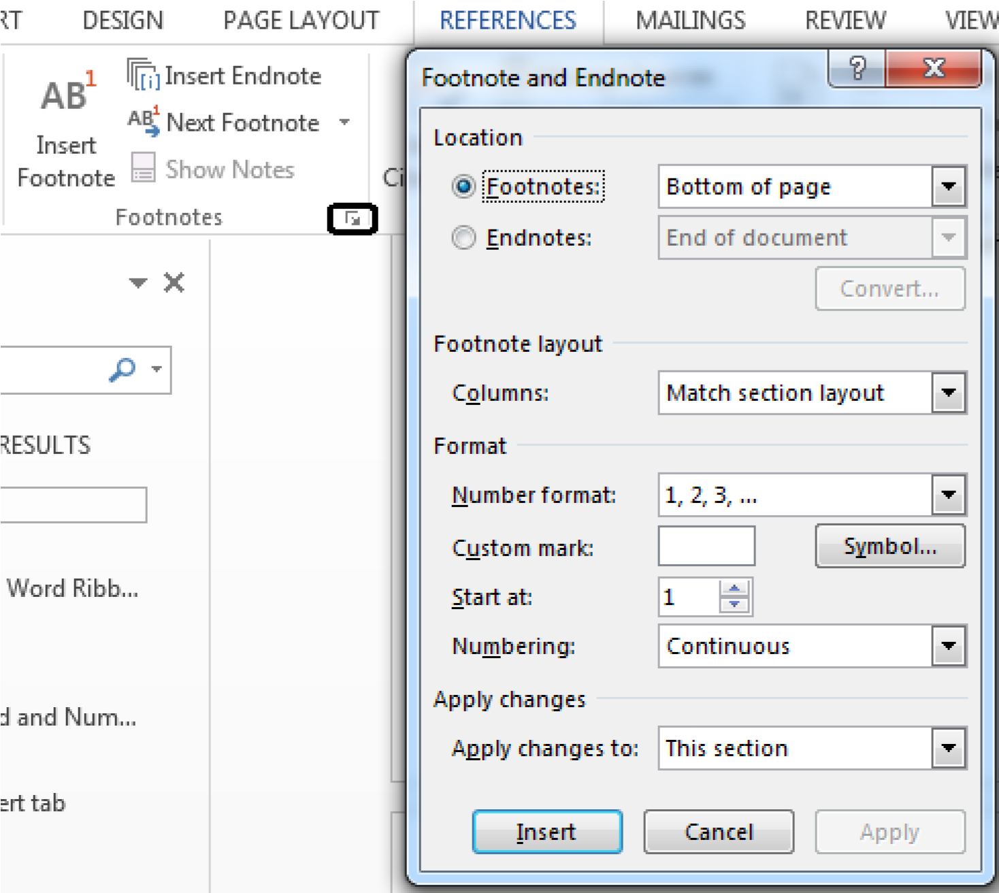 RT DESIGN PAGE LAYOUT REFERENCES MAILINGS REVIEW VIEW
AB1
Insert
Footnote
[i] Insert Endnote
AB1 Next Footnote
Show Notes
Footnotes
Ci
RESULTS
Word Ribb...
d and Num...
ert tab
Footnote and Endnote
?
Location
Footnotes: Bottom of page
Endnotes: End of document
Convert...
Footnote layout
Columns: Match section layout
Format
Number format: 1, 2, 3, ...
Custom mark: Symbol...
Start at: 1
Numbering: Continuous
Apply changes
Apply changes to: This section
Insert Cancel Apply